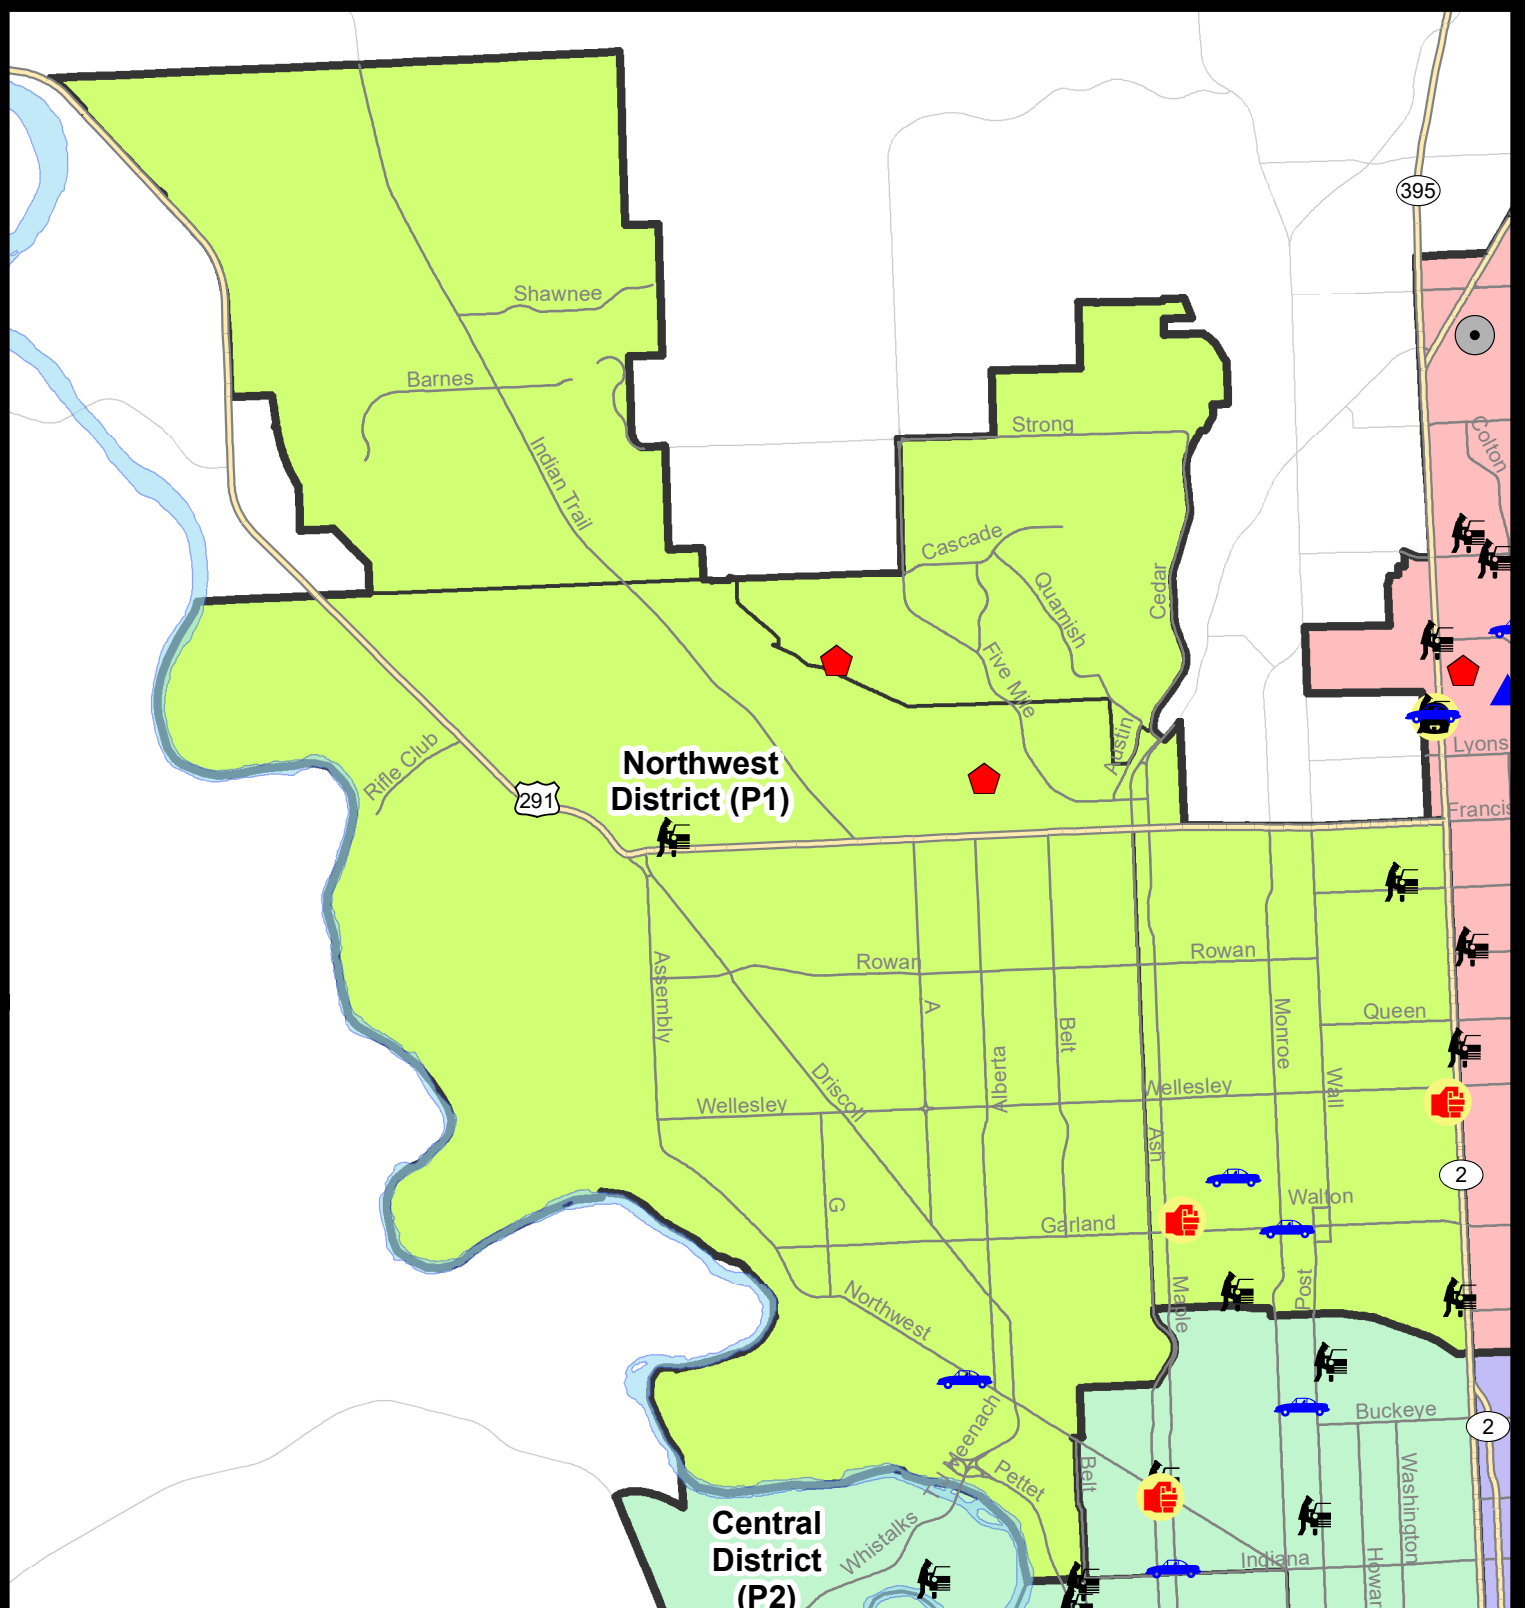 395
Shawnee
Barnes
Strong
Colton
Indian Trail
Cascade
Quamish
Cedar
Five Mile
Austin
Lyons
Rifle Club
Northwest
District (P1)
291
Francis
Rowan
Rowan
Assembly
A
Belt
Monroe
Queen
Alberta
Driscoll
Wall
Wellesley
Wellesley
Ash
2
G
Garland
Walton
Northwest
Maple
Post
Buckeye
2
Meenach
Pettet
Belt
Washington
Central
District
(P2)
Whistalks
Indiana
Howar